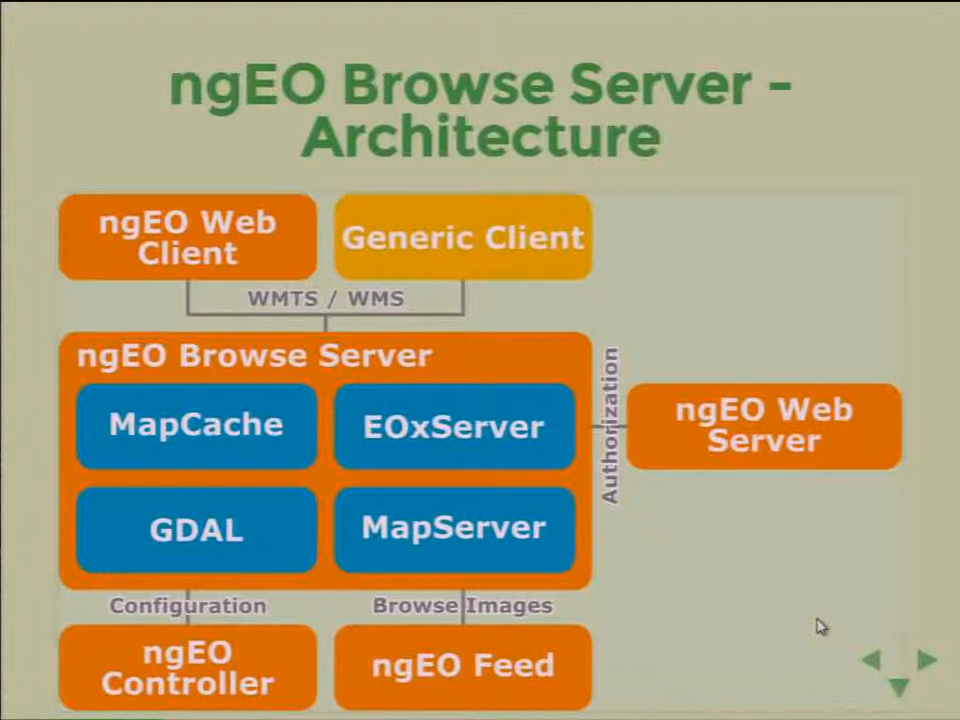 ngEO Browse Server -
Architecture
ngEO Web
Client
Generic Client
WMTS / WMS
ngEO Browse Server
MapCache
EOxServer
Authorization
ngEO Web
Server
GDAL
MapServer
Configuration
Browse Images
ngEO
Controller
ngEO Feed